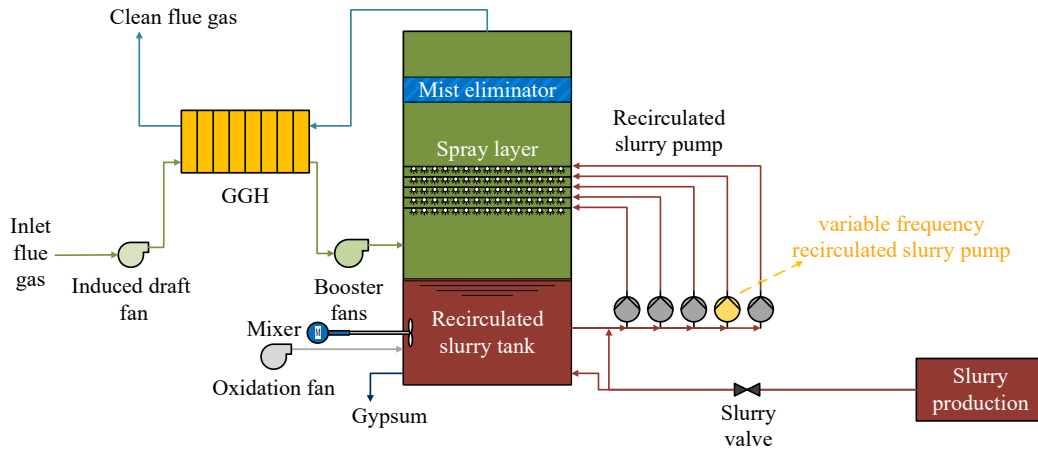 Clean flue gas
Mist eliminator
Recirculated
slurry pump
Spray layer
GGH
variable frequency
recirculated slurry pump
Inlet
flue
gas
Induced draft
fan
Booster
fans
Mixer
M
Recirculated
slurry tank
Oxidation fan
Gypsum
Slurry
valve
Slurry
production